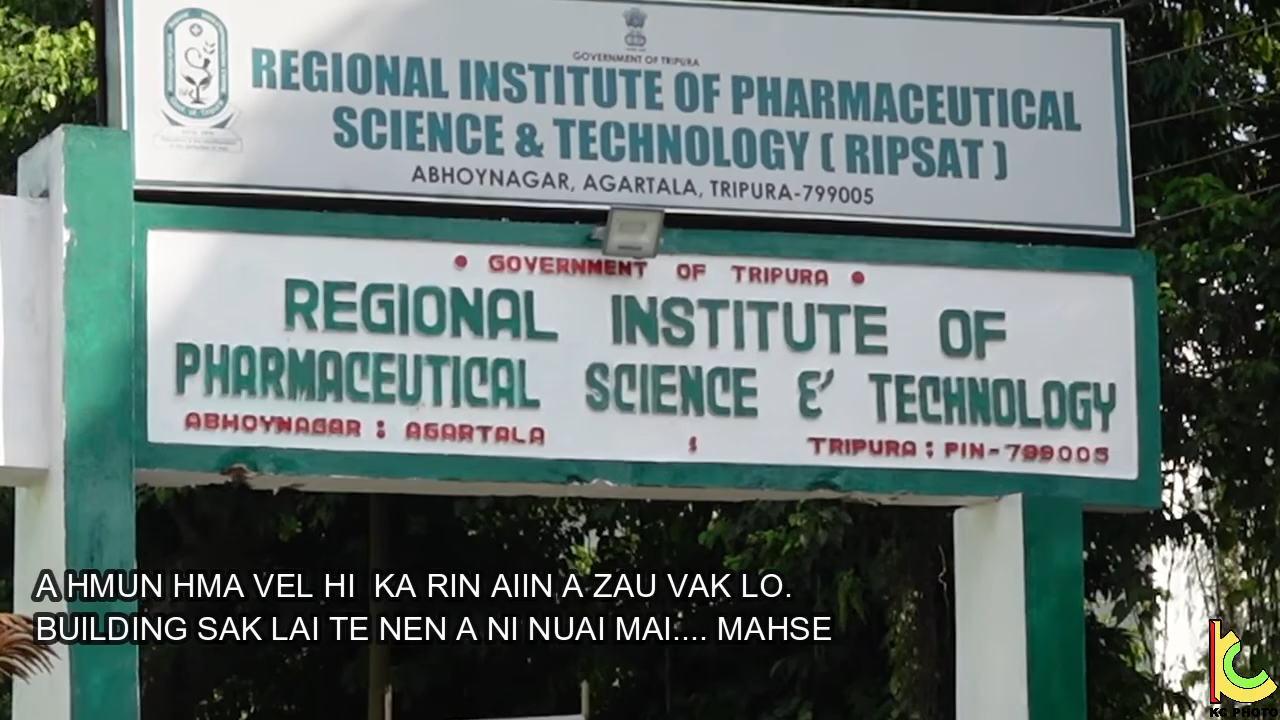 GOVERNMENT OF TRIPURA
REGIONAL INSTITUTE OF PHARMACEUTICAL
SCIENCE & TECHNOLOGY ( RIPSAT )
ABHOYNAGAR, AGARTALA, TRIPURA-799005
• GOVERNMENT OF TRIPURA •
REGIONAL INSTITUTE OF
PHARMACEUTICAL SCIENCE & TECHNOLOGY
ABHOYNAGAR : AGARTALA : TRIPURA : PIN-799005
A HMUN HMA VEL HI KA RIN AIIN A ZAU VAK LO.
BUILDING SAK LAI TE NEN A NI NUAI MAI.... MAHSE
KC PHOTO